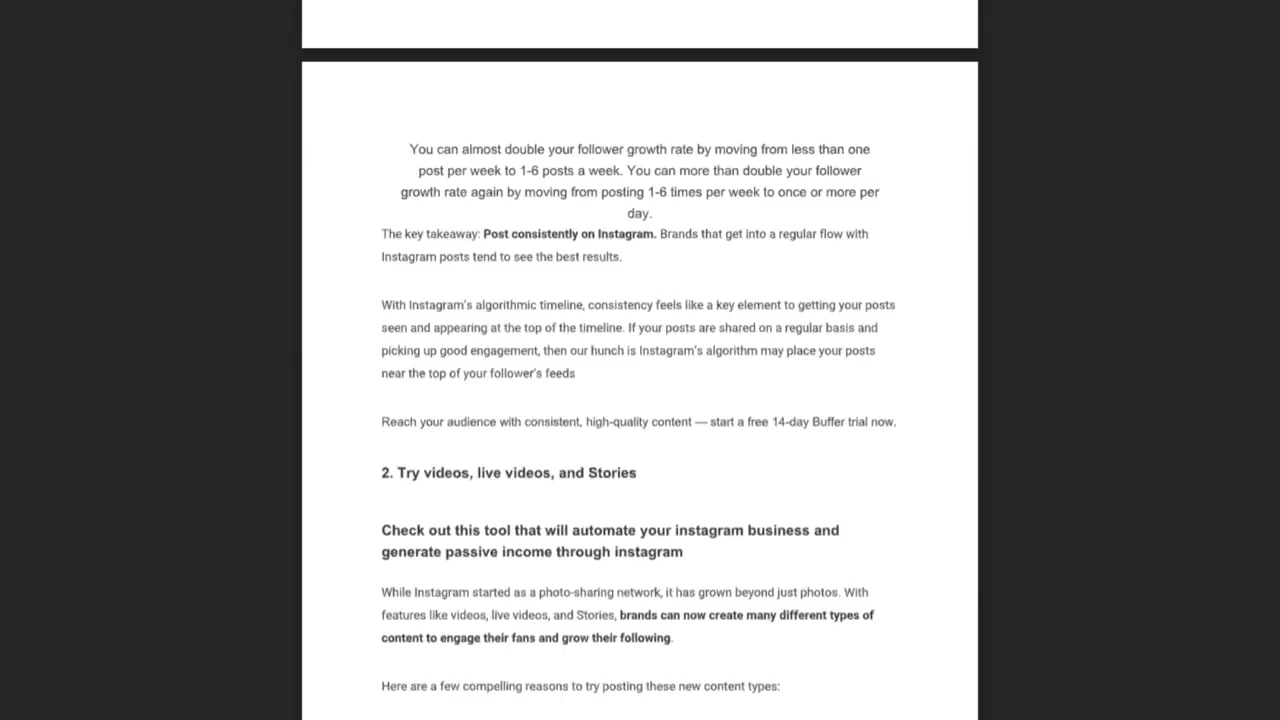 You can almost double your follower growth rate by moving from less than one
post per week to 1-6 posts a week. You can more than double your follower
growth rate again by moving from posting 1-6 times per week to once or more per
day.
The key takeaway: Post consistently on Instagram. Brands that get into a regular flow with
Instagram posts tend to see the best results.
With Instagram's algorithmic timeline, consistency feels like a key element to getting your posts
seen and appearing at the top of the timeline. If your posts are shared on a regular basis and
picking up good engagement, then our hunch is Instagram's algorithm may place your posts
near the top of your follower's feeds
Reach your audience with consistent, high-quality content — start a free 14-day Buffer trial now.
2. Try videos, live videos, and Stories
Check out this tool that will automate your instagram business and
generate passive income through instagram
While Instagram started as a photo-sharing network, it has grown beyond just photos. With
features like videos, live videos, and Stories, brands can now create many different types of
content to engage their fans and grow their following.
Here are a few compelling reasons to try posting these new content types: